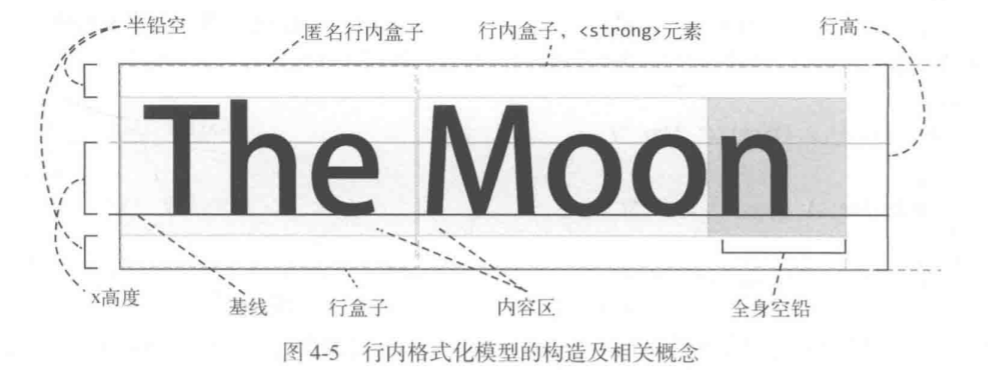 半铅空 匿名行内盒子 行内盒子，<strong>元素 行高
The Moon
x高度 基线 行盒子 内容区 全身空铅
图 4-5 行内格式化模型的构造及相关概念